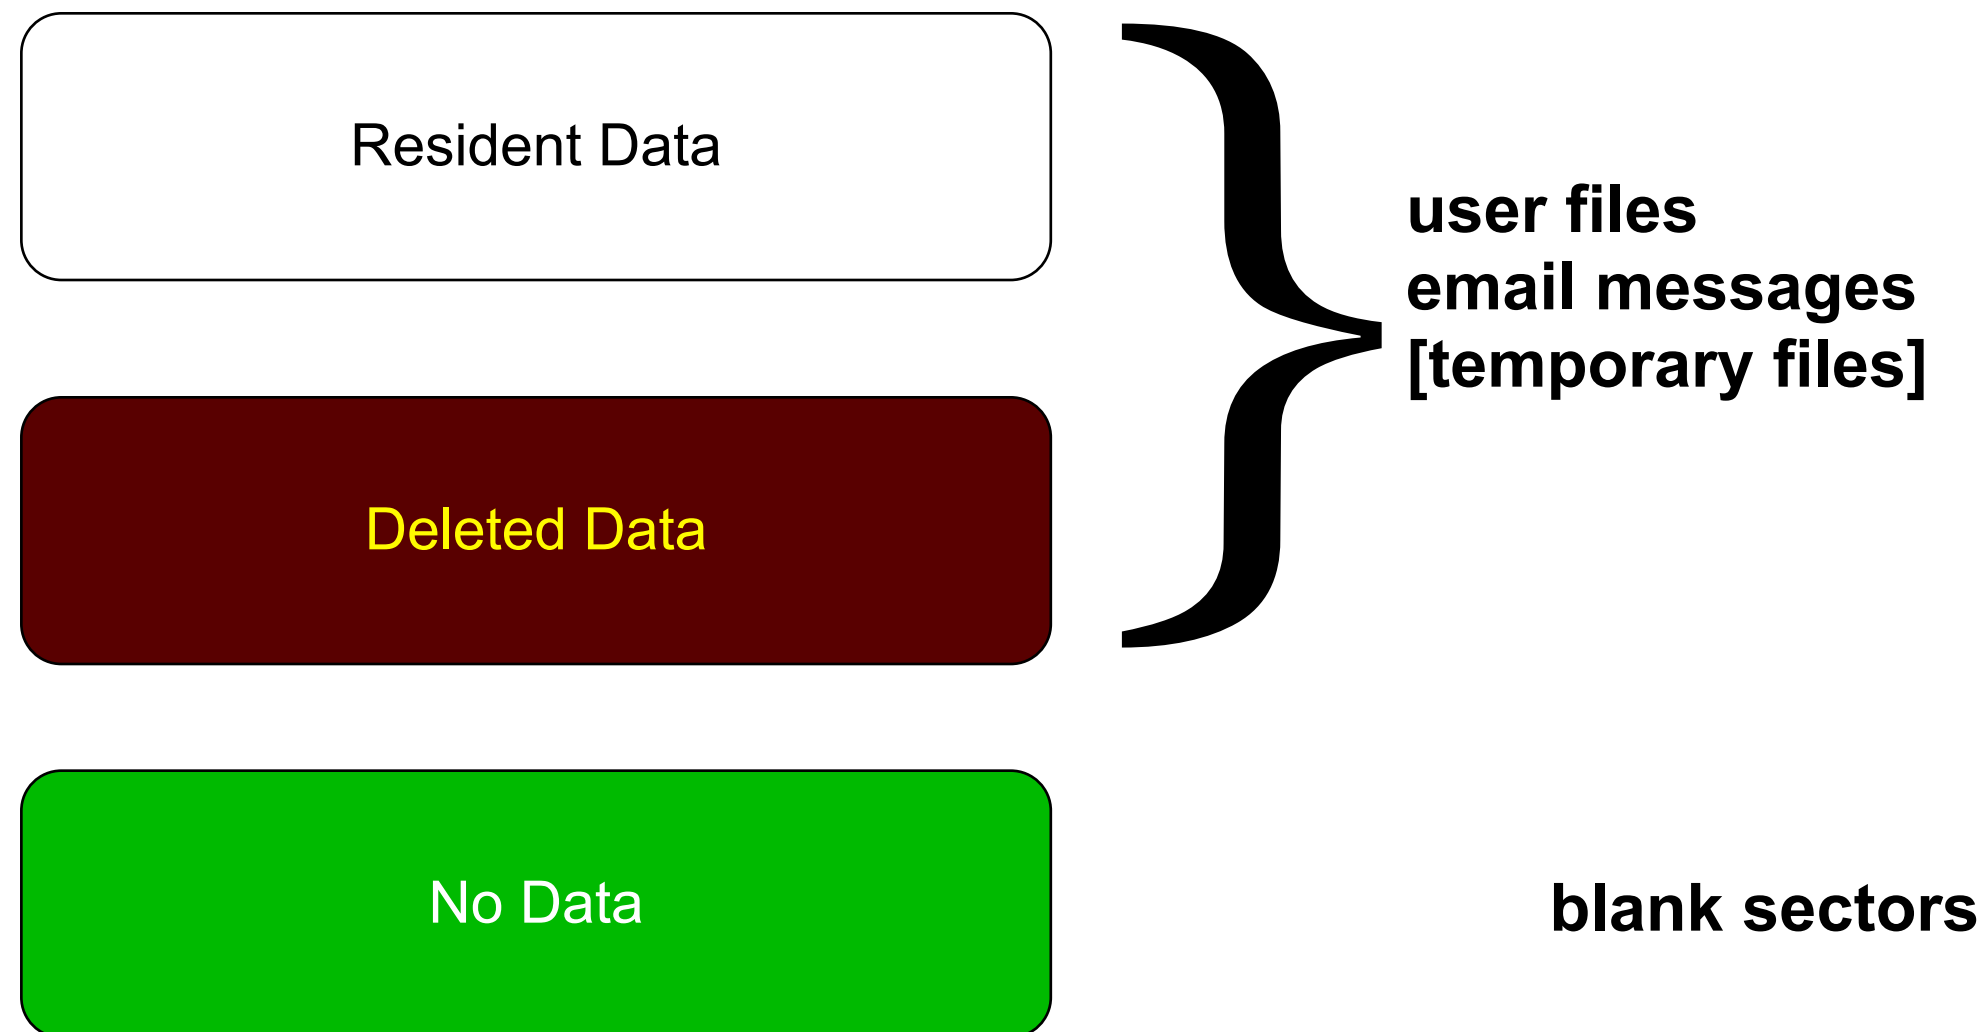 Resident Data
user files
email messages
[temporary files]
Deleted Data
No Data
blank sectors